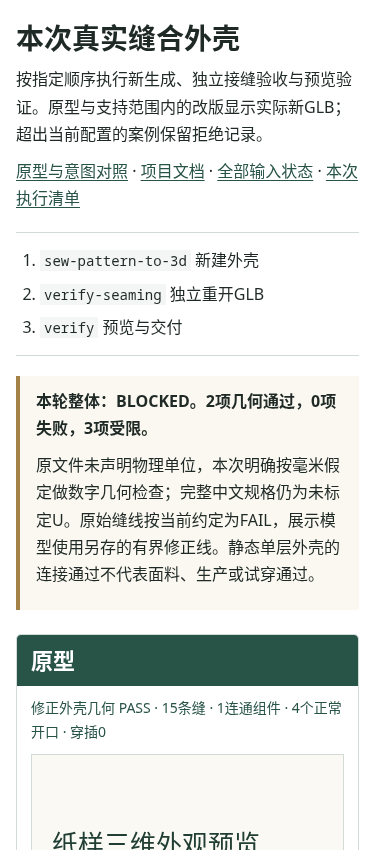 本次真实缝合外壳
按指定顺序执行新生成、独立接缝验收与预览验
证。原型与支持范围内的改版显示实际新GLB；
超出当前配置的案例保留拒绝记录。
原型与意图对照 · 项目文档 · 全部输入状态 · 本次
执行清单
1. sew-pattern-to-3d 新建外壳
2. verify-seaming 独立重开GLB
3. verify 预览与交付
本轮整体：BLOCKED。2项几何通过，0项
失败，3项受限。
原文件未声明物理单位，本次明确按毫米假
定做数字几何检查；完整中文规格仍为未标
定U。原始缝线按当前约定为FAIL，展示模
型使用另存的有界修正线。静态单层外壳的
连接通过不代表面料、生产或试穿通过。
原型
修正外壳几何 PASS · 15条缝 · 1连通组件 · 4个正常
开口 · 穿插0
纸样三维外观预览